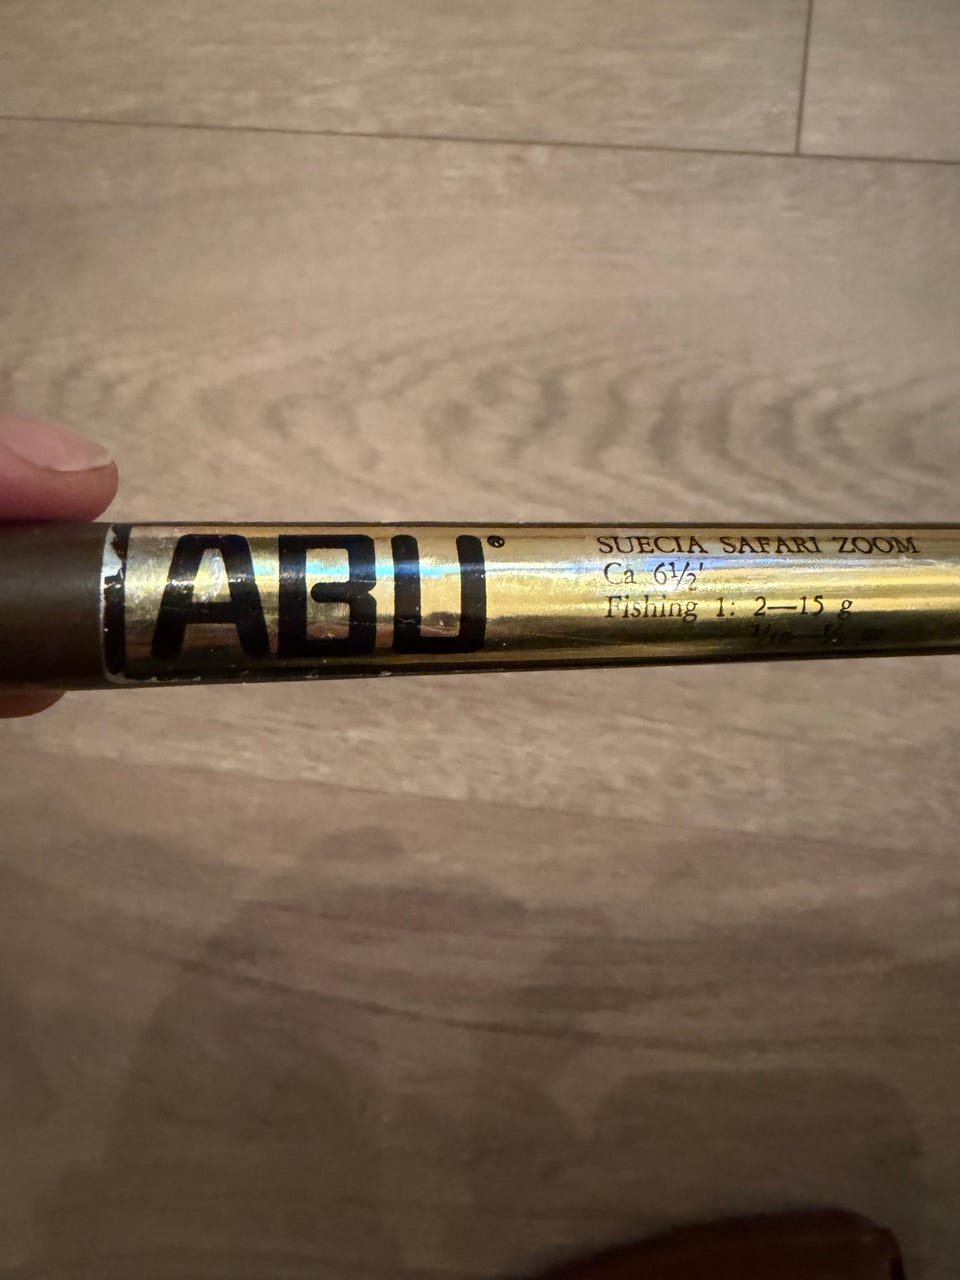 ABU®
SUECIA SAFARI ZOOM
Ca 6½'
Fishing 1: 2—15 g